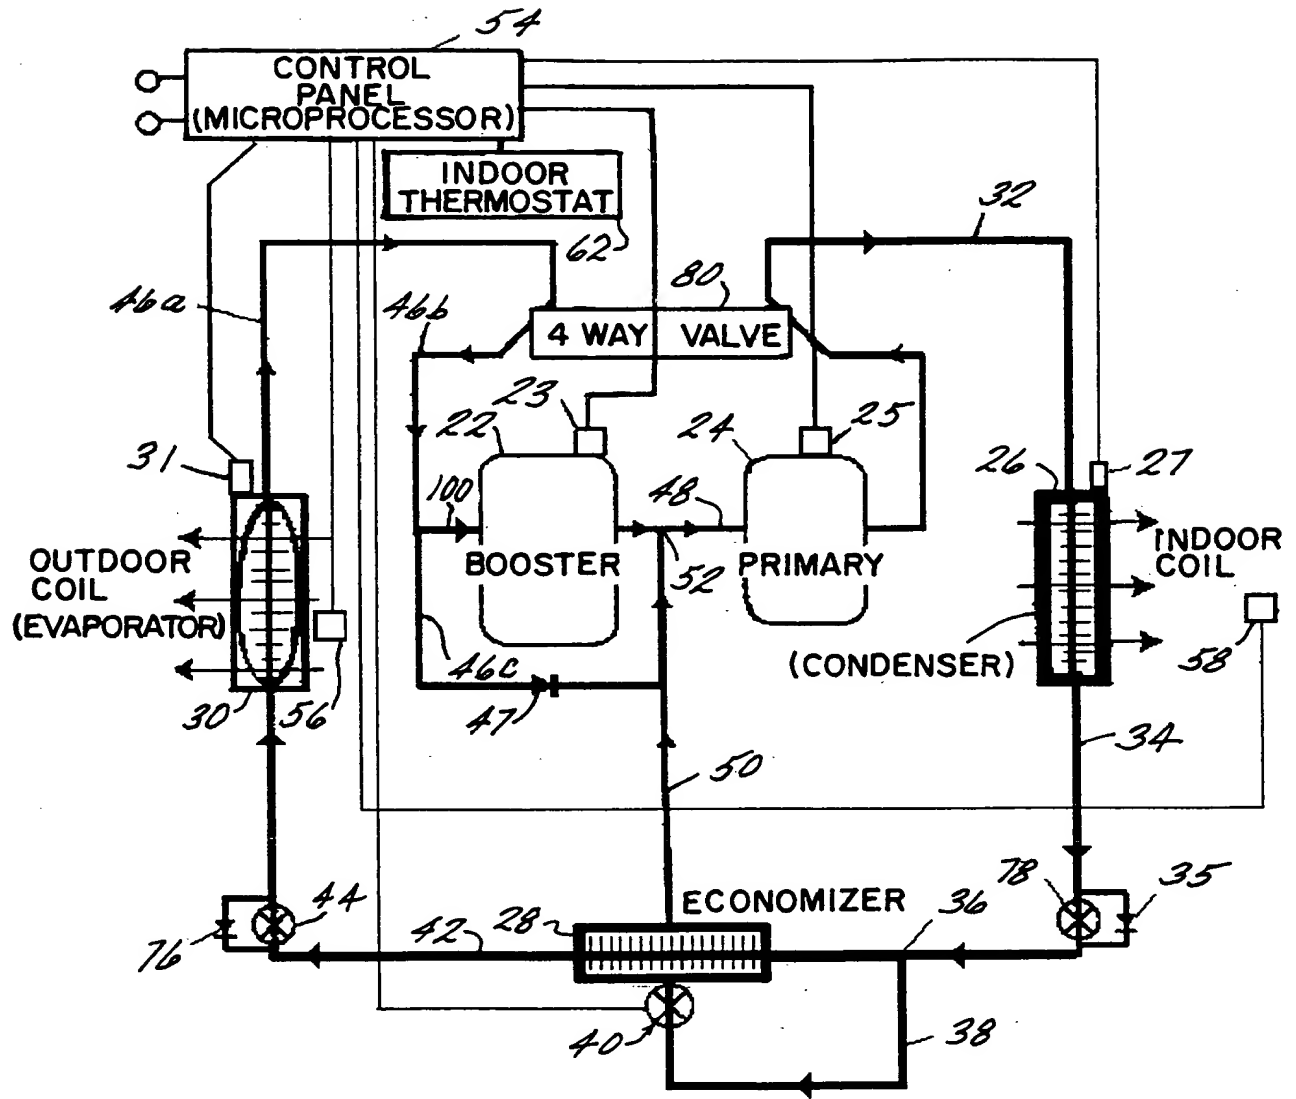 54
CONTROL
PANEL
(MICROPROCESSOR)
INDOOR
THERMOSTAT
62
32
46a
46b
80
4 WAY VALVE
23
22
24
25
31
100
48
26
27
BOOSTER
52
PRIMARY
INDOOR
COIL
OUTDOOR
COIL
(EVAPORATOR)
46c
(CONDENSER)
58
30
56
47
34
50
44
78
35
ECONOMIZER
36
28
42
76
40
38